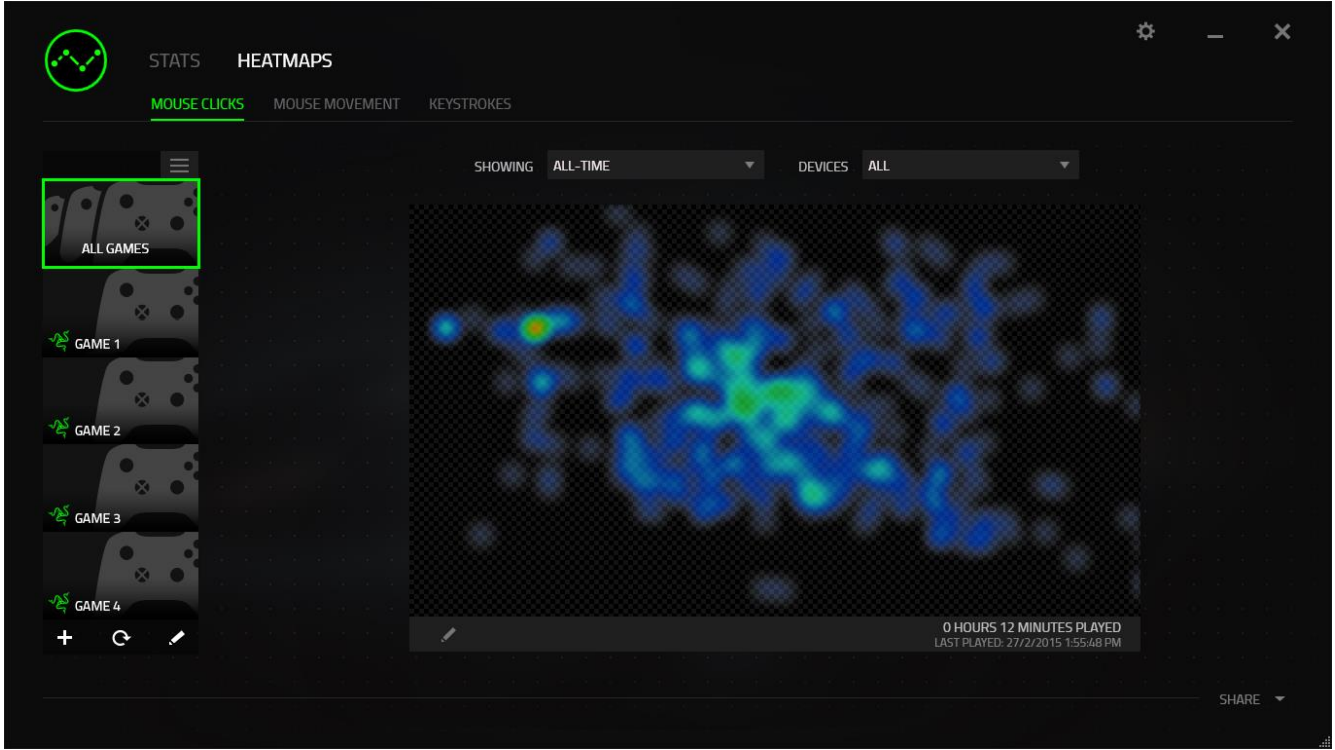 STATS HEATMAPS
MOUSE CLICKS MOUSE MOVEMENT KEYSTROKES
SHOWING ALL-TIME DEVICES ALL
ALL GAMES
GAME 1
GAME 2
GAME 3
GAME 4
0 HOURS 12 MINUTES PLAYED
LAST PLAYED: 27/2/2015 1:55:48 PM
SHARE